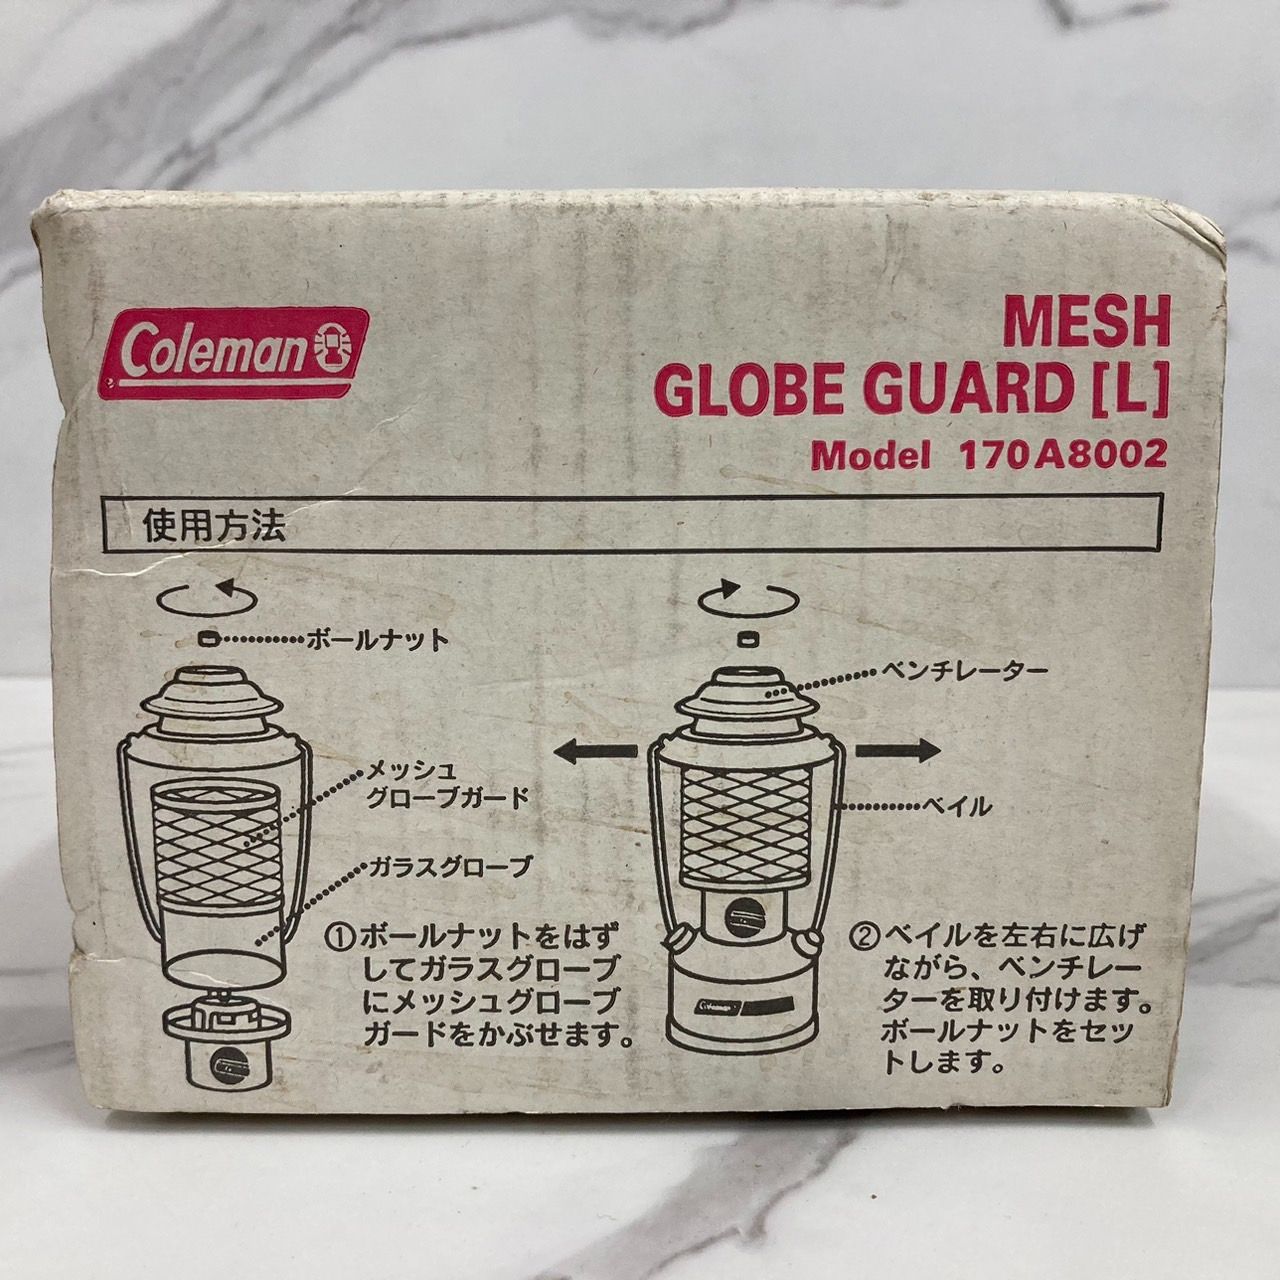 Coleman
MESH
GLOBE GUARD [L]
Model 170A8002
使用方法
ボールナット
メッシュ
グローブガード
ガラスグローブ
①ボールナットをはず
してガラスグローブ
にメッシュグローブ
ガードをかぶせます。
ベンチレーター
ベイル
Coleman
②ベイルを左右に広げ
ながら、ベンチレー
ターを取り付けます。
ボールナットをセッ
トします。